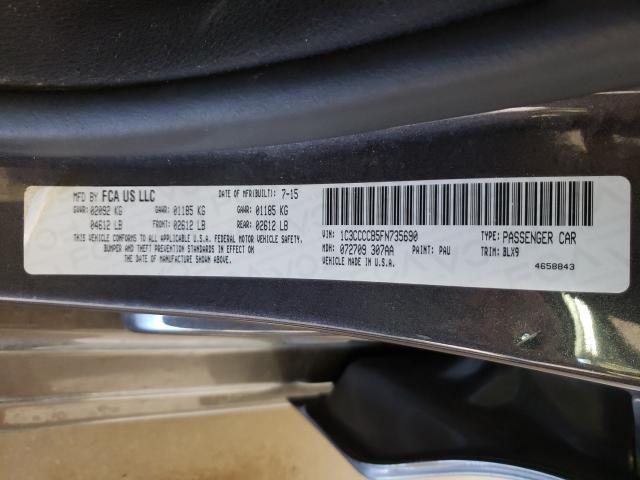 MFD BY FCA US LLC DATE OF MFR(BUILT): 7-15
GVWR: 02092 KG GAWR: 01185 KG GAWR: 01185 KG
04612 LB FRONT: 02612 LB REAR: 02612 LB
THIS VEHICLE CONFORMS TO ALL APPLICABLE U.S.A. FEDERAL MOTOR VEHICLE SAFETY,
BUMPER AND THEFT PREVENTION STANDARDS IN EFFECT ON
THE DATE OF MANUFACTURE SHOWN ABOVE.
VIN: 1C3CCCCB5FN735690 TYPE: PASSENGER CAR
MDH: 072709 307AA PAINT: PAU TRIM: BLX9
VEHICLE MADE IN U.S.A. 4658843